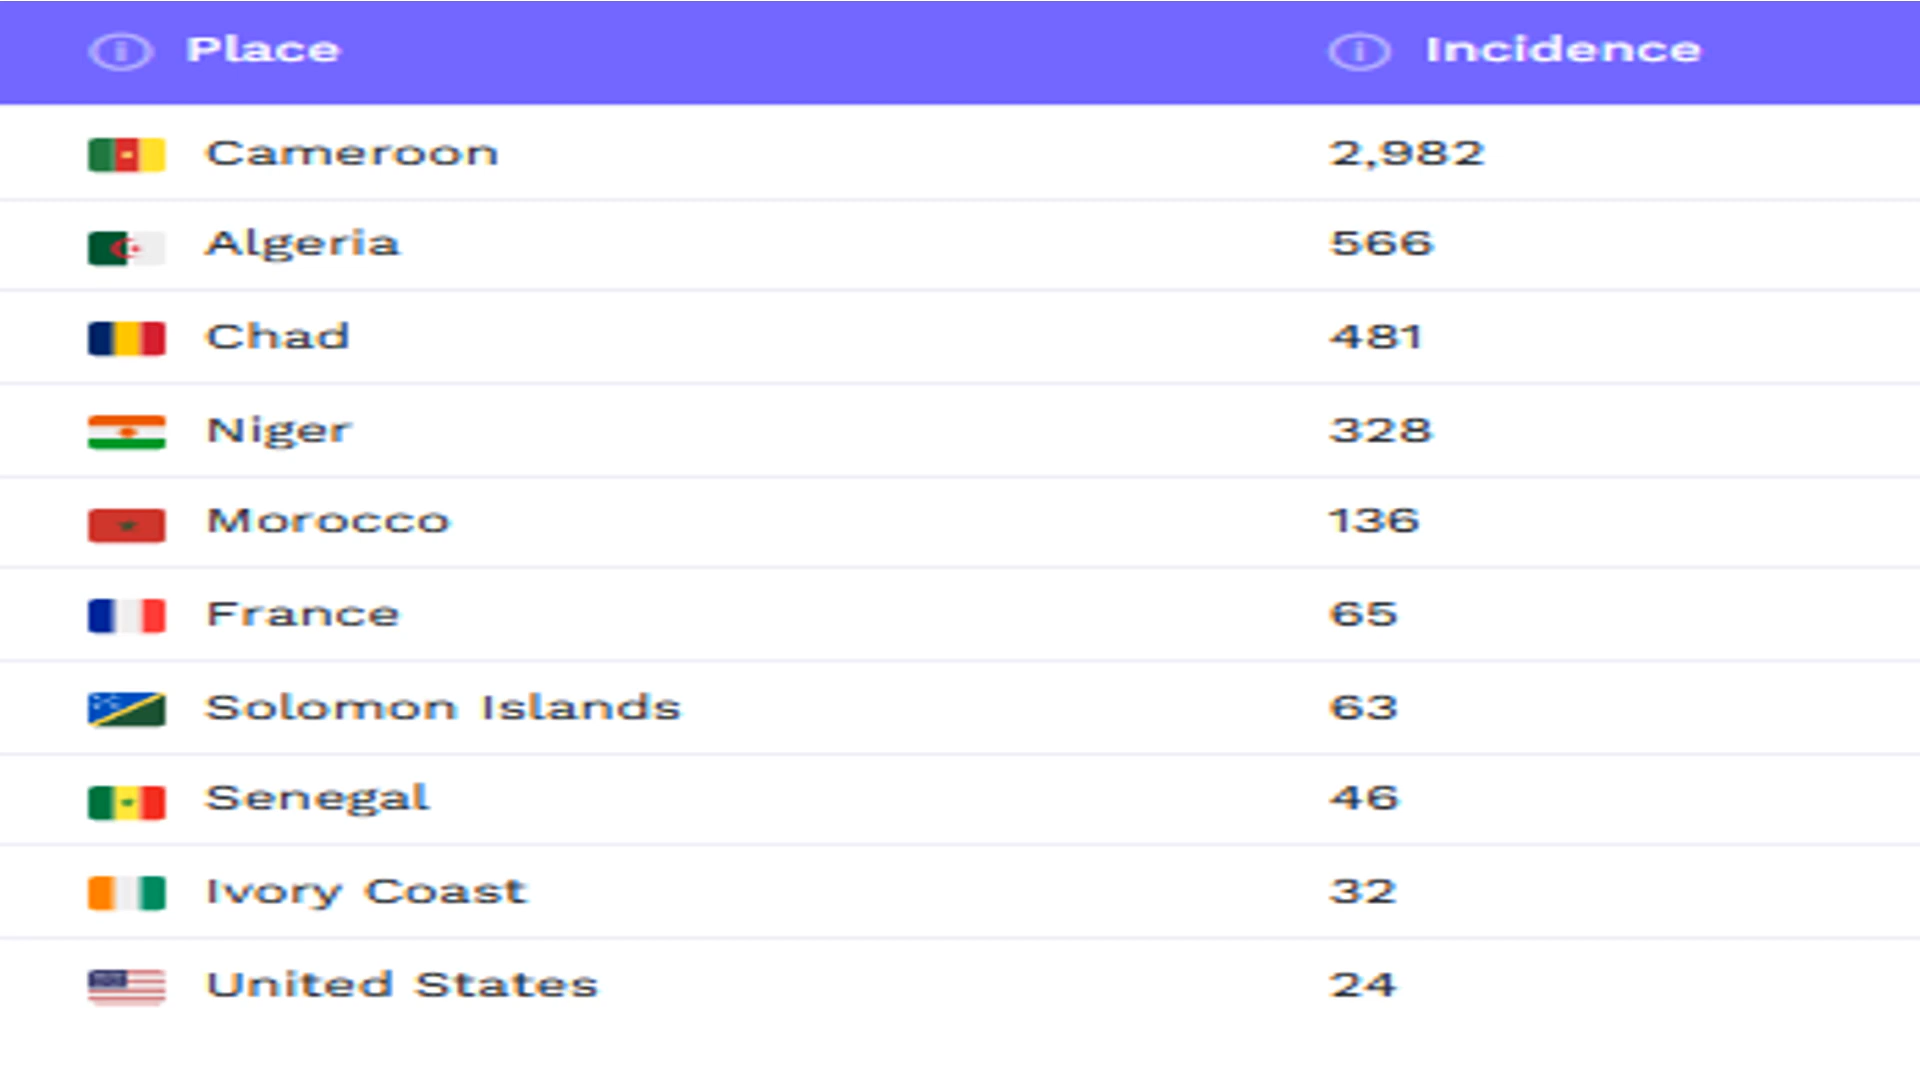 Place Incidence
Cameroon 2,982
Algeria 566
Chad 481
Niger 328
Morocco 136
France 65
Solomon Islands 63
Senegal 46
Ivory Coast 32
United States 24